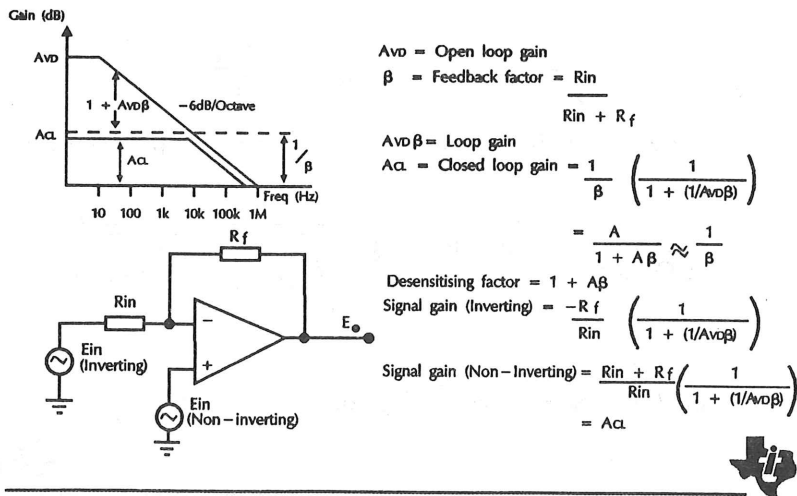 Gain (dB)
AVD
1 + AVDβ
-6dB/Octave
ACL
ACL
1/β
Freq (Hz)
10 100 1k 10k 100k 1M
Rf
Rin
Ein
(Inverting)
−
+
Eo
Ein
(Non-inverting)
AVD = Open loop gain
β = Feedback factor = Rin / Rin + Rf
AVDβ = Loop gain
ACL = Closed loop gain = 1/β (1 / 1 + (1/AVDβ))
= A / 1 + Aβ ≈ 1/β
Desensitising factor = 1 + Aβ
Signal gain (Inverting) = -Rf / Rin (1 / 1 + (1/AVDβ))
Signal gain (Non-Inverting) = Rin + Rf / Rin (1 / 1 + (1/AVDβ))
= ACL